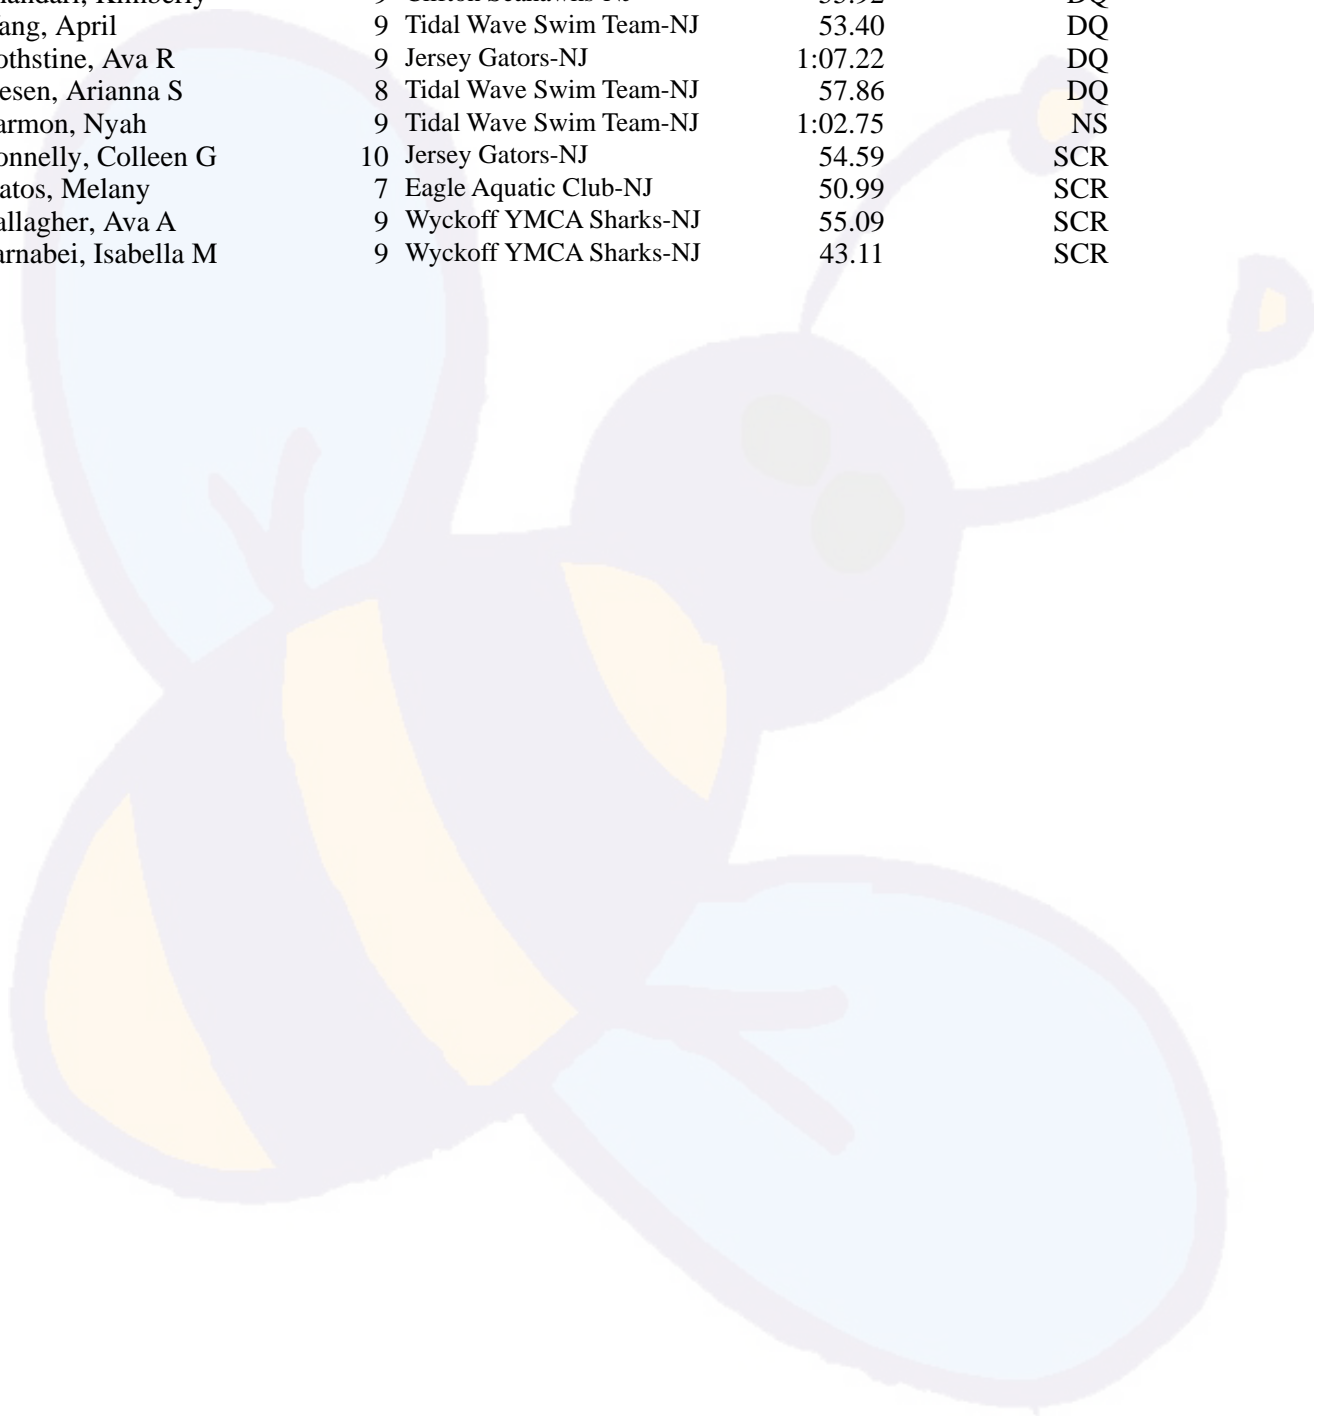 ang, April 9 Tidal Wave Swim Team-NJ 53.40 DQ
othstine, Ava R 9 Jersey Gators-NJ 1:07.22 DQ
esen, Arianna S 8 Tidal Wave Swim Team-NJ 57.86 DQ
armon, Nyah 9 Tidal Wave Swim Team-NJ 1:02.75 NS
onnelly, Colleen G 10 Jersey Gators-NJ 54.59 SCR
atos, Melany 7 Eagle Aquatic Club-NJ 50.99 SCR
allagher, Ava A 9 Wyckoff YMCA Sharks-NJ 55.09 SCR
arnabei, Isabella M 9 Wyckoff YMCA Sharks-NJ 43.11 SCR